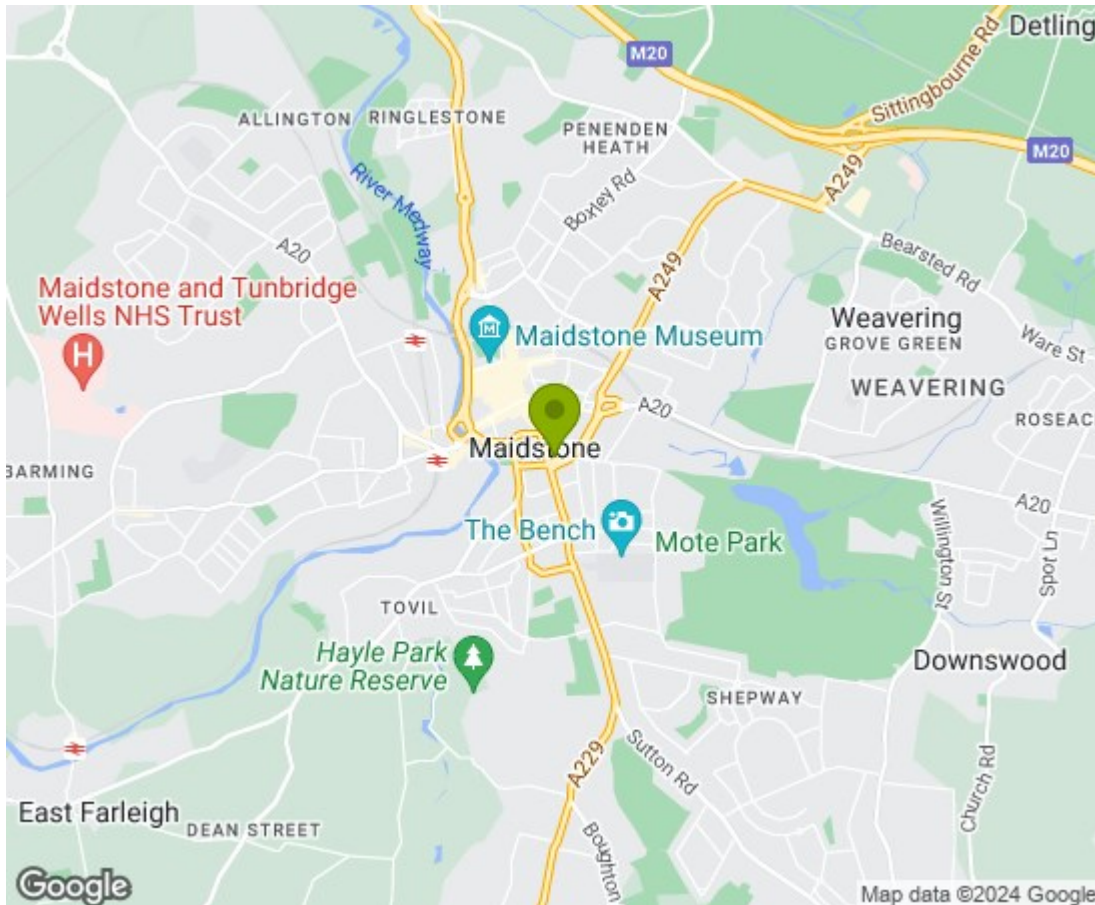 Detling
M20
Sittingbourne Rd
ALLINGTON
RINGLESTONE
PENENDEN
HEATH
M20
A249
River Medway
Boxley Rd
A20
Bearsted Rd
A249
Maidstone and Tunbridge
Wells NHS Trust
H
M
Maidstone Museum
Weavering
GROVE GREEN
Ware St
WEAVERING
A20
ROSEAC
Maidstone
BARMING
A20
Willington St
Spot Ln
The Bench
Mote Park
TOVIL
Hayle Park
Nature Reserve
Downswood
SHEPWAY
A229
Sutton Rd
Church Rd
East Farleigh
DEAN STREET
Boughton
Google
Map data ©2024 Google